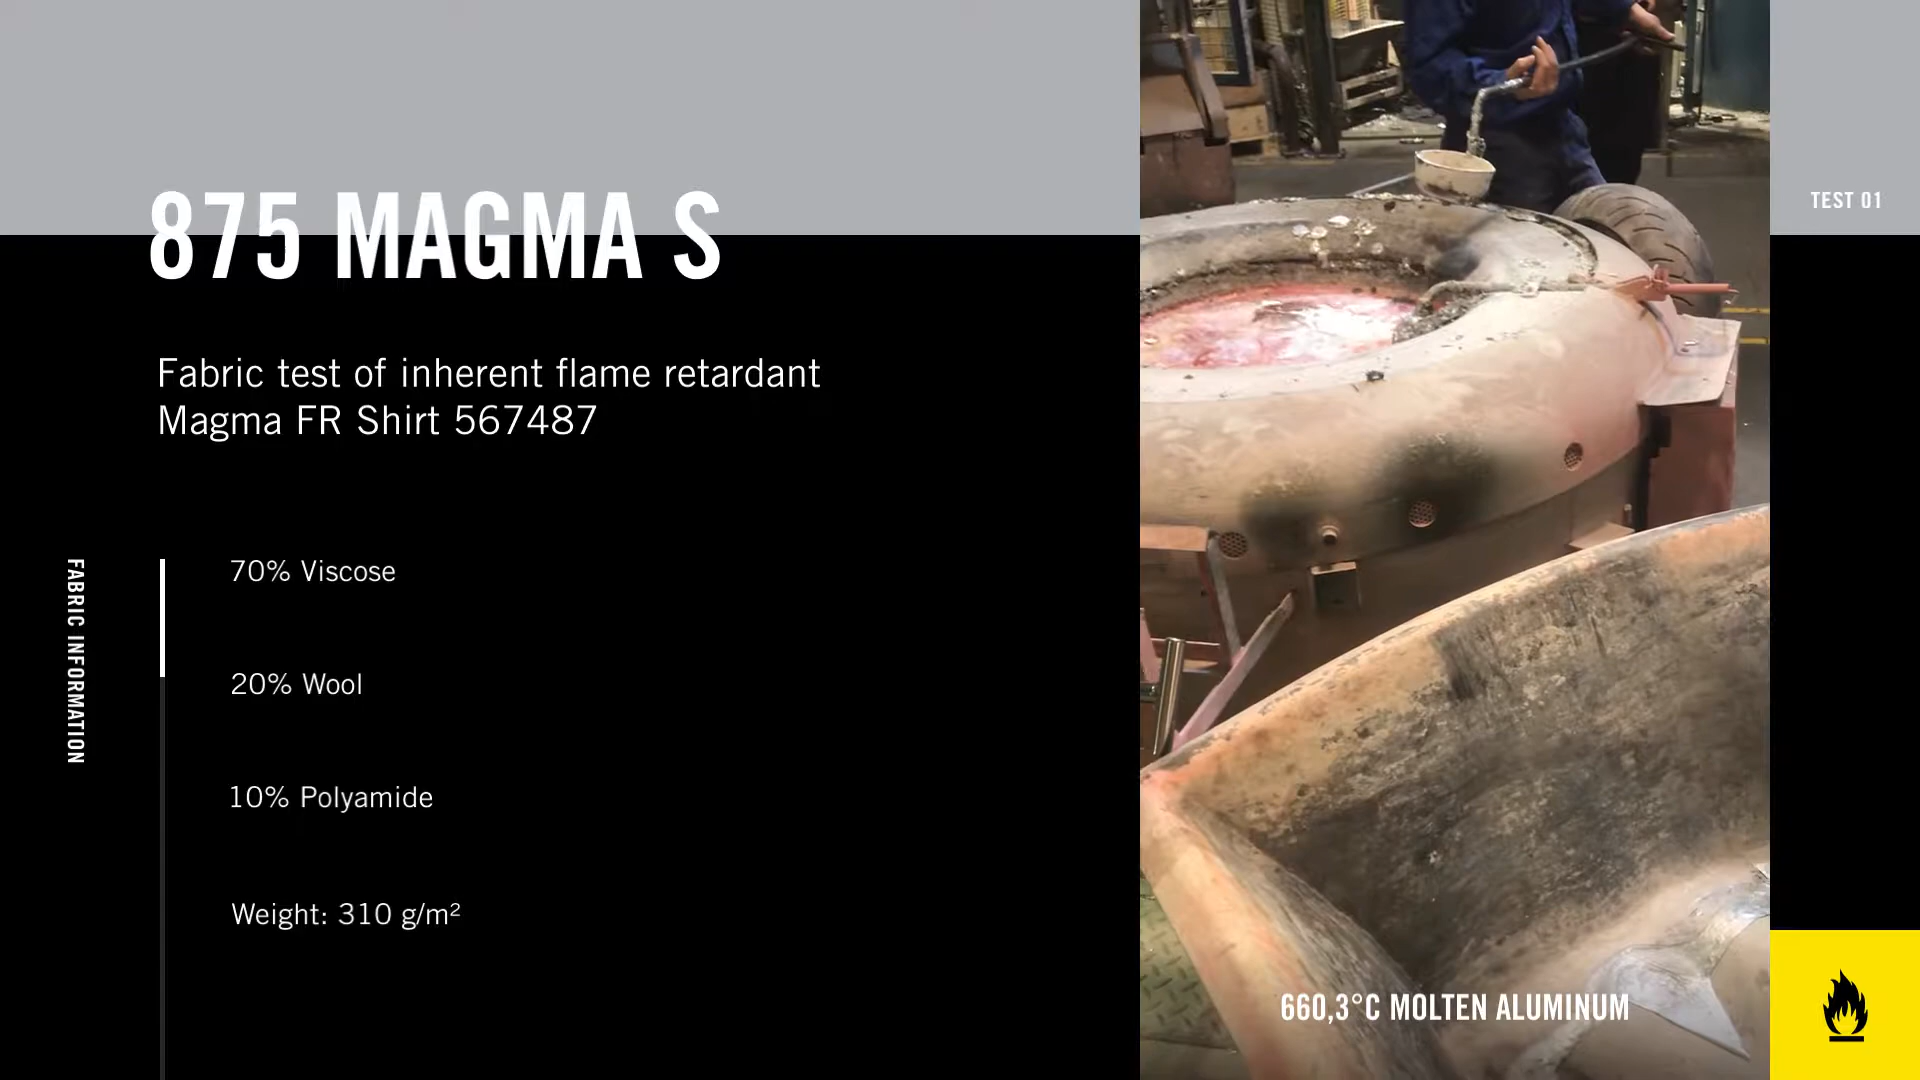 875 MAGMA S
TEST 01
Fabric test of inherent flame retardant
Magma FR Shirt 567487
FABRIC INFORMATION
70% Viscose
20% Wool
10% Polyamide
Weight: 310 g/m²
660,3°C MOLTEN ALUMINUM